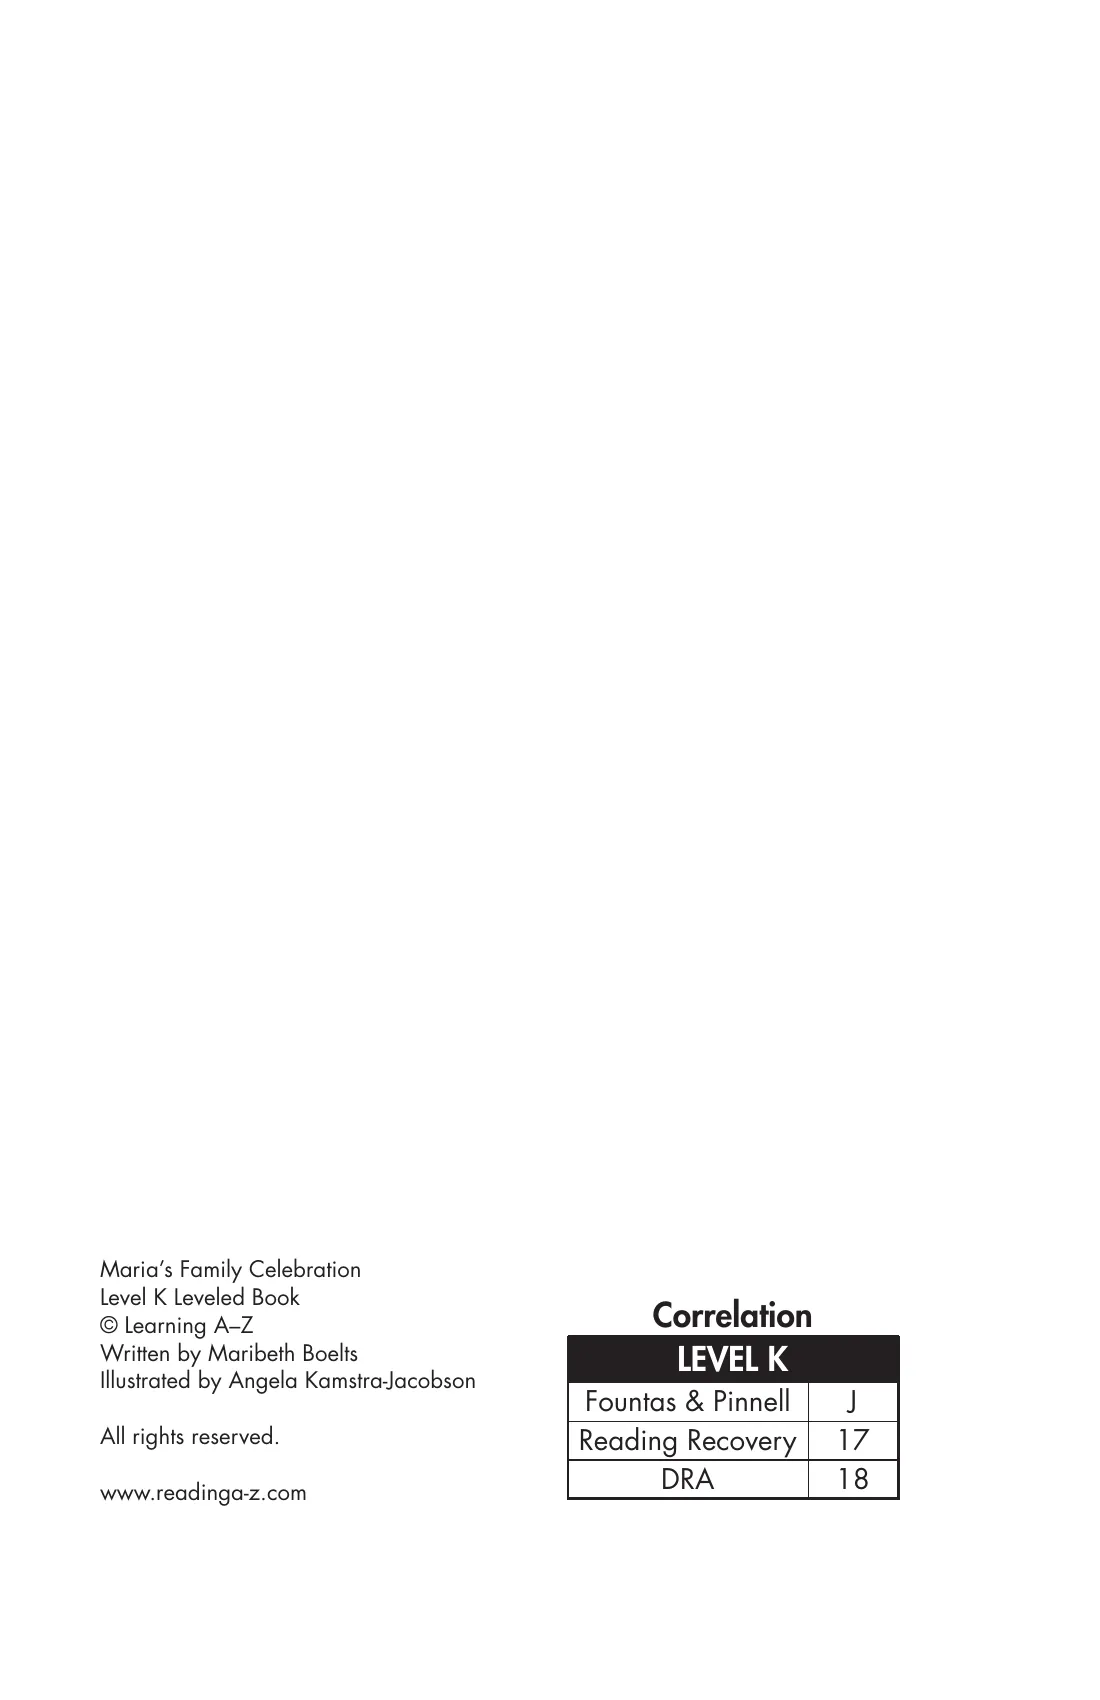 Maria’s Family Celebration
Level K Leveled Book
© Learning A–Z
Written by Maribeth Boelts
Illustrated by Angela Kamstra-Jacobson
All rights reserved.
www.readinga-z.com
Correlation
LEVEL K
Fountas & Pinnell J
Reading Recovery 17
DRA 18